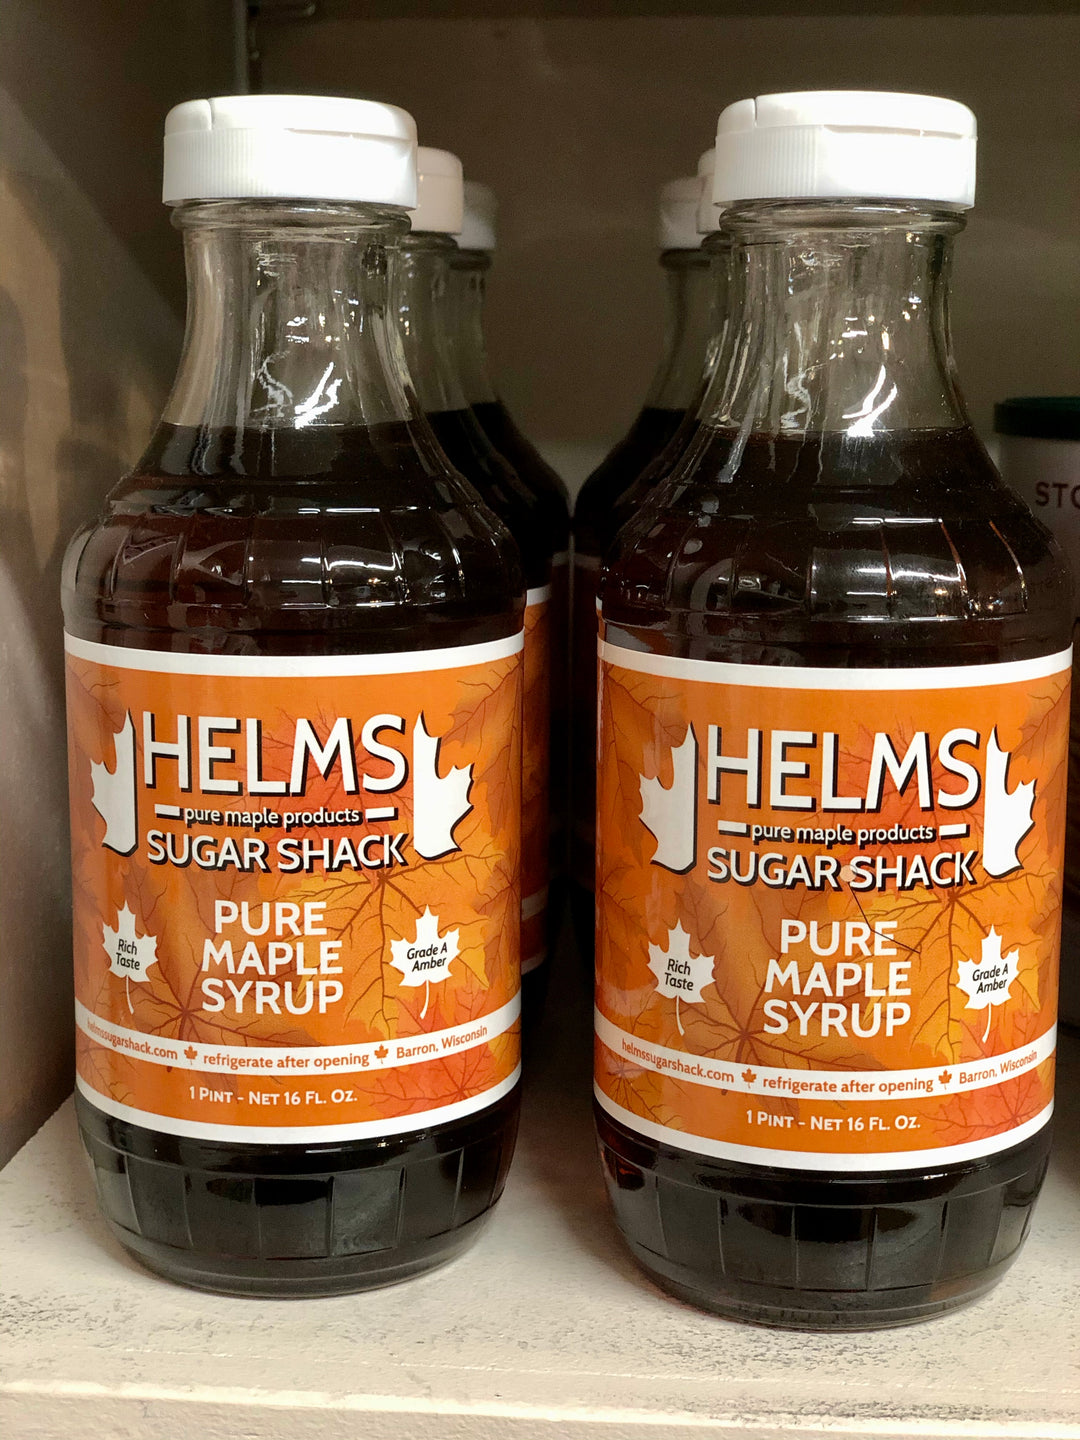 HELMS
pure maple products
SUGAR SHACK
PURE
MAPLE
SYRUP
Rich
Taste
Grade A
Amber
helmssugarshack.com refrigerate after opening Barron, Wisconsin
1 PINT - NET 16 FL. OZ.
HELMS
pure maple products
SUGAR SHACK
PURE
MAPLE
SYRUP
Rich
Taste
Grade A
Amber
helmssugarshack.com refrigerate after opening Barron, Wisconsin
1 PINT - NET 16 FL. OZ.